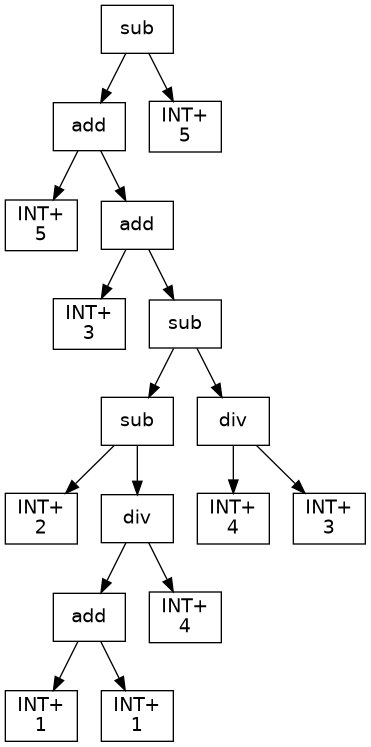 sub
add
INT+
5
INT+
5
add
INT+
3
sub
sub
div
INT+
2
div
INT+
4
INT+
3
add
INT+
4
INT+
1
INT+
1